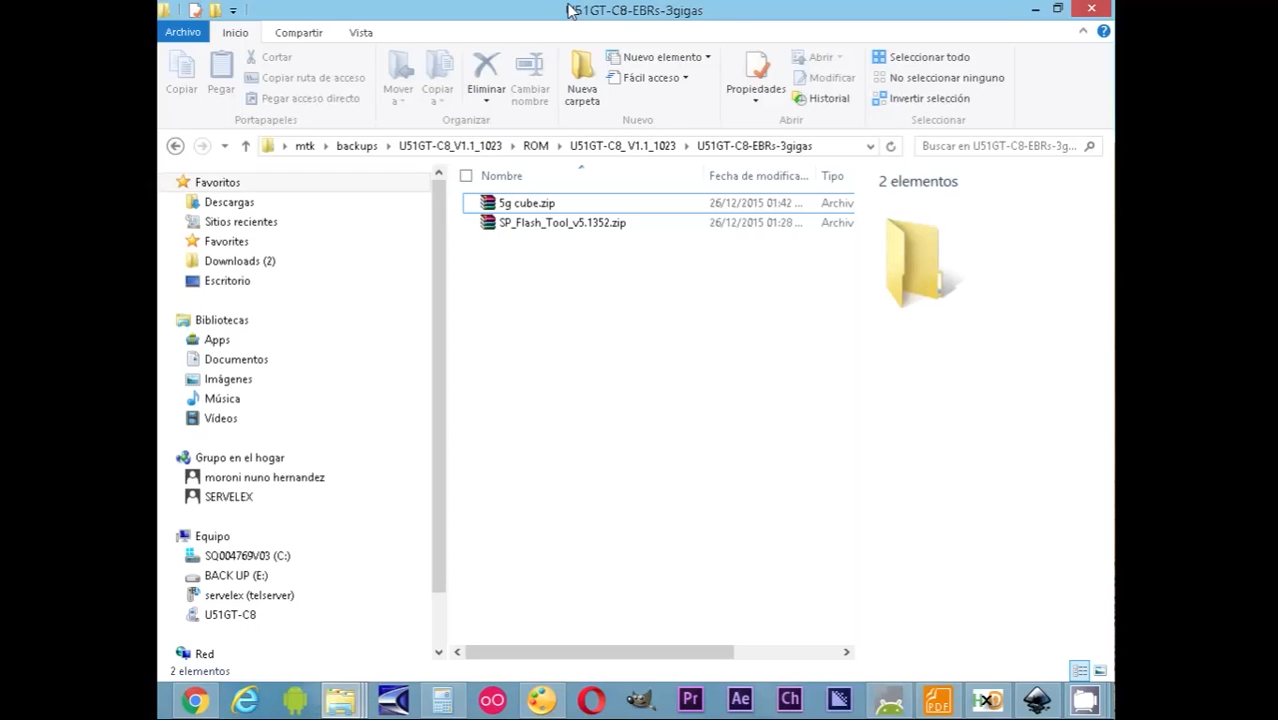 U51GT-C8-EBRs-3gigas
Archivo Inicio Compartir Vista
Copiar
Pegar
Cortar
Copiar ruta de acceso
Pegar acceso directo
Portapapeles
Mover a
Copiar a
Eliminar
Cambiar nombre
Organizar
Nueva carpeta
Nuevo elemento
Fácil acceso
Nuevo
Propiedades
Abrir
Modificar
Historial
Abrir
Seleccionar todo
No seleccionar ninguno
Invertir selección
Seleccionar
mtk backups U51GT-C8_V1.1_1023 ROM U51GT-C8_V1.1_1023 U51GT-C8-EBRs-3gigas
Buscar en U51GT-C8-EBRs-3g...
Favoritos
Descargas
Sitios recientes
Favorites
Downloads (2)
Escritorio
Bibliotecas
Apps
Documentos
Imágenes
Música
Vídeos
Grupo en el hogar
moroni nuno hernandez
SERVELEX
Equipo
SQ004769V03 (C:)
BACK UP (E:)
servelex (telserver)
U51GT-C8
Red
Nombre Fecha de modifica... Tipo
5g cube.zip 26/12/2015 01:42 ... Archiv
SP_Flash_Tool_v5.1352.zip 26/12/2015 01:28 ... Archiv
2 elementos
2 elementos
Pr Ae Ch PDF